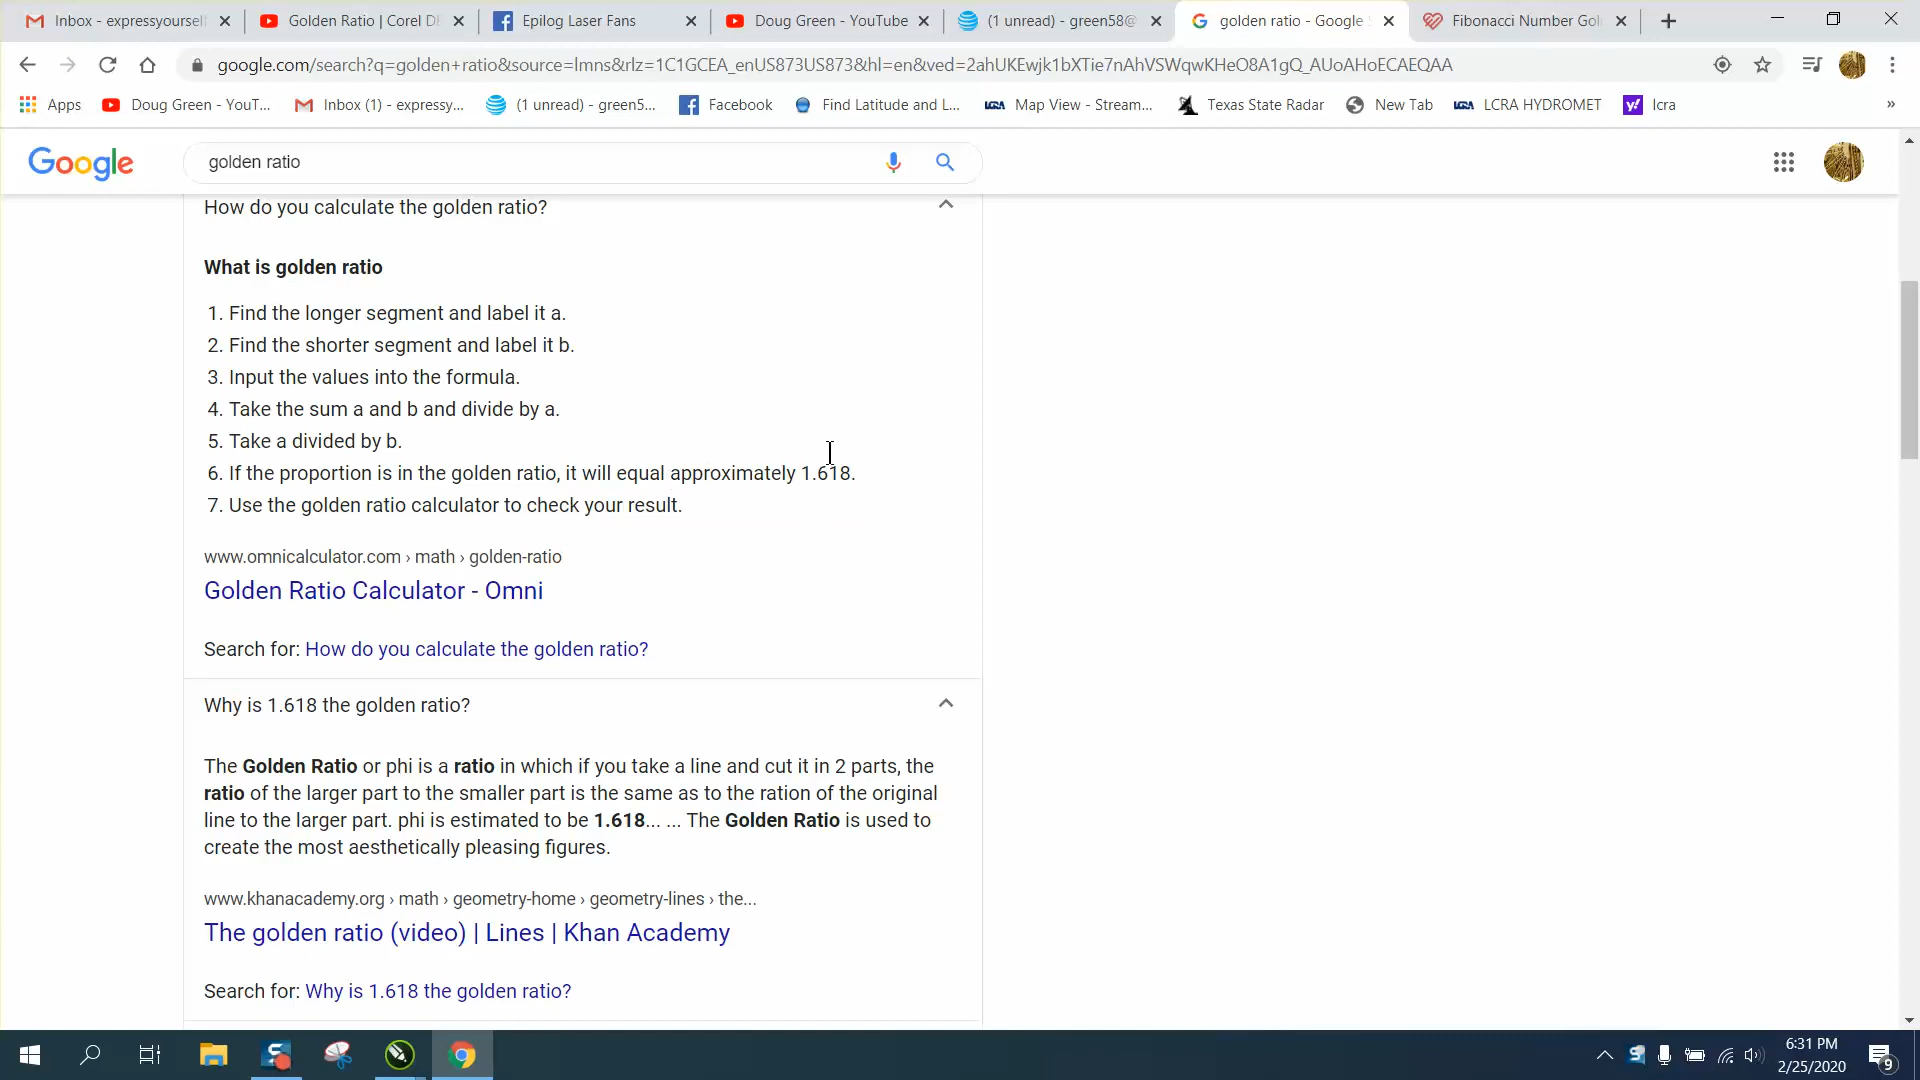 Inbox - expressyoursel
Golden Ratio | Corel D
Epilog Laser Fans
Doug Green - YouTube
(1 unread) - green58@
golden ratio - Google
Fibonacci Number Gol
google.com/search?q=golden+ratio&source=lmns&rlz=1C1GCEA_enUS873US873&hl=en&ved=2ahUKEwjk1bXTie7nAhVSWqwKHeO8A1gQ_AUoAHoECAEQAA
Apps
Doug Green - YouT...
Inbox (1) - expressy...
(1 unread) - green5...
Facebook
Find Latitude and L...
LCRA
Map View - Stream...
Texas State Radar
New Tab
LCRA
LCRA HYDROMET
y!
lcra
»
Google
golden ratio
How do you calculate the golden ratio?
What is golden ratio
1. Find the longer segment and label it a.
2. Find the shorter segment and label it b.
3. Input the values into the formula.
4. Take the sum a and b and divide by a.
5. Take a divided by b.
6. If the proportion is in the golden ratio, it will equal approximately 1.618.
7. Use the golden ratio calculator to check your result.
www.omnicalculator.com › math › golden-ratio
Golden Ratio Calculator - Omni
Search for: How do you calculate the golden ratio?
Why is 1.618 the golden ratio?
The Golden Ratio or phi is a ratio in which if you take a line and cut it in 2 parts, the
ratio of the larger part to the smaller part is the same as to the ration of the original
line to the larger part. phi is estimated to be 1.618... ... The Golden Ratio is used to
create the most aesthetically pleasing figures.
www.khanacademy.org › math › geometry-home › geometry-lines › the...
The golden ratio (video) | Lines | Khan Academy
Search for: Why is 1.618 the golden ratio?
6:31 PM
2/25/2020
9